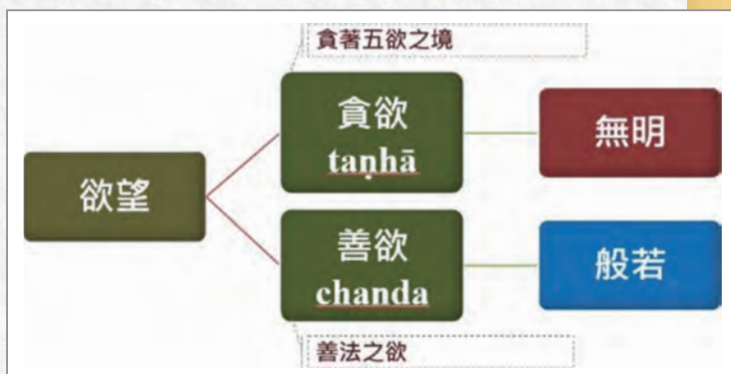 貪著五欲之境
貪欲
taṇhā
無明
欲望
善欲
chanda
般若
善法之欲